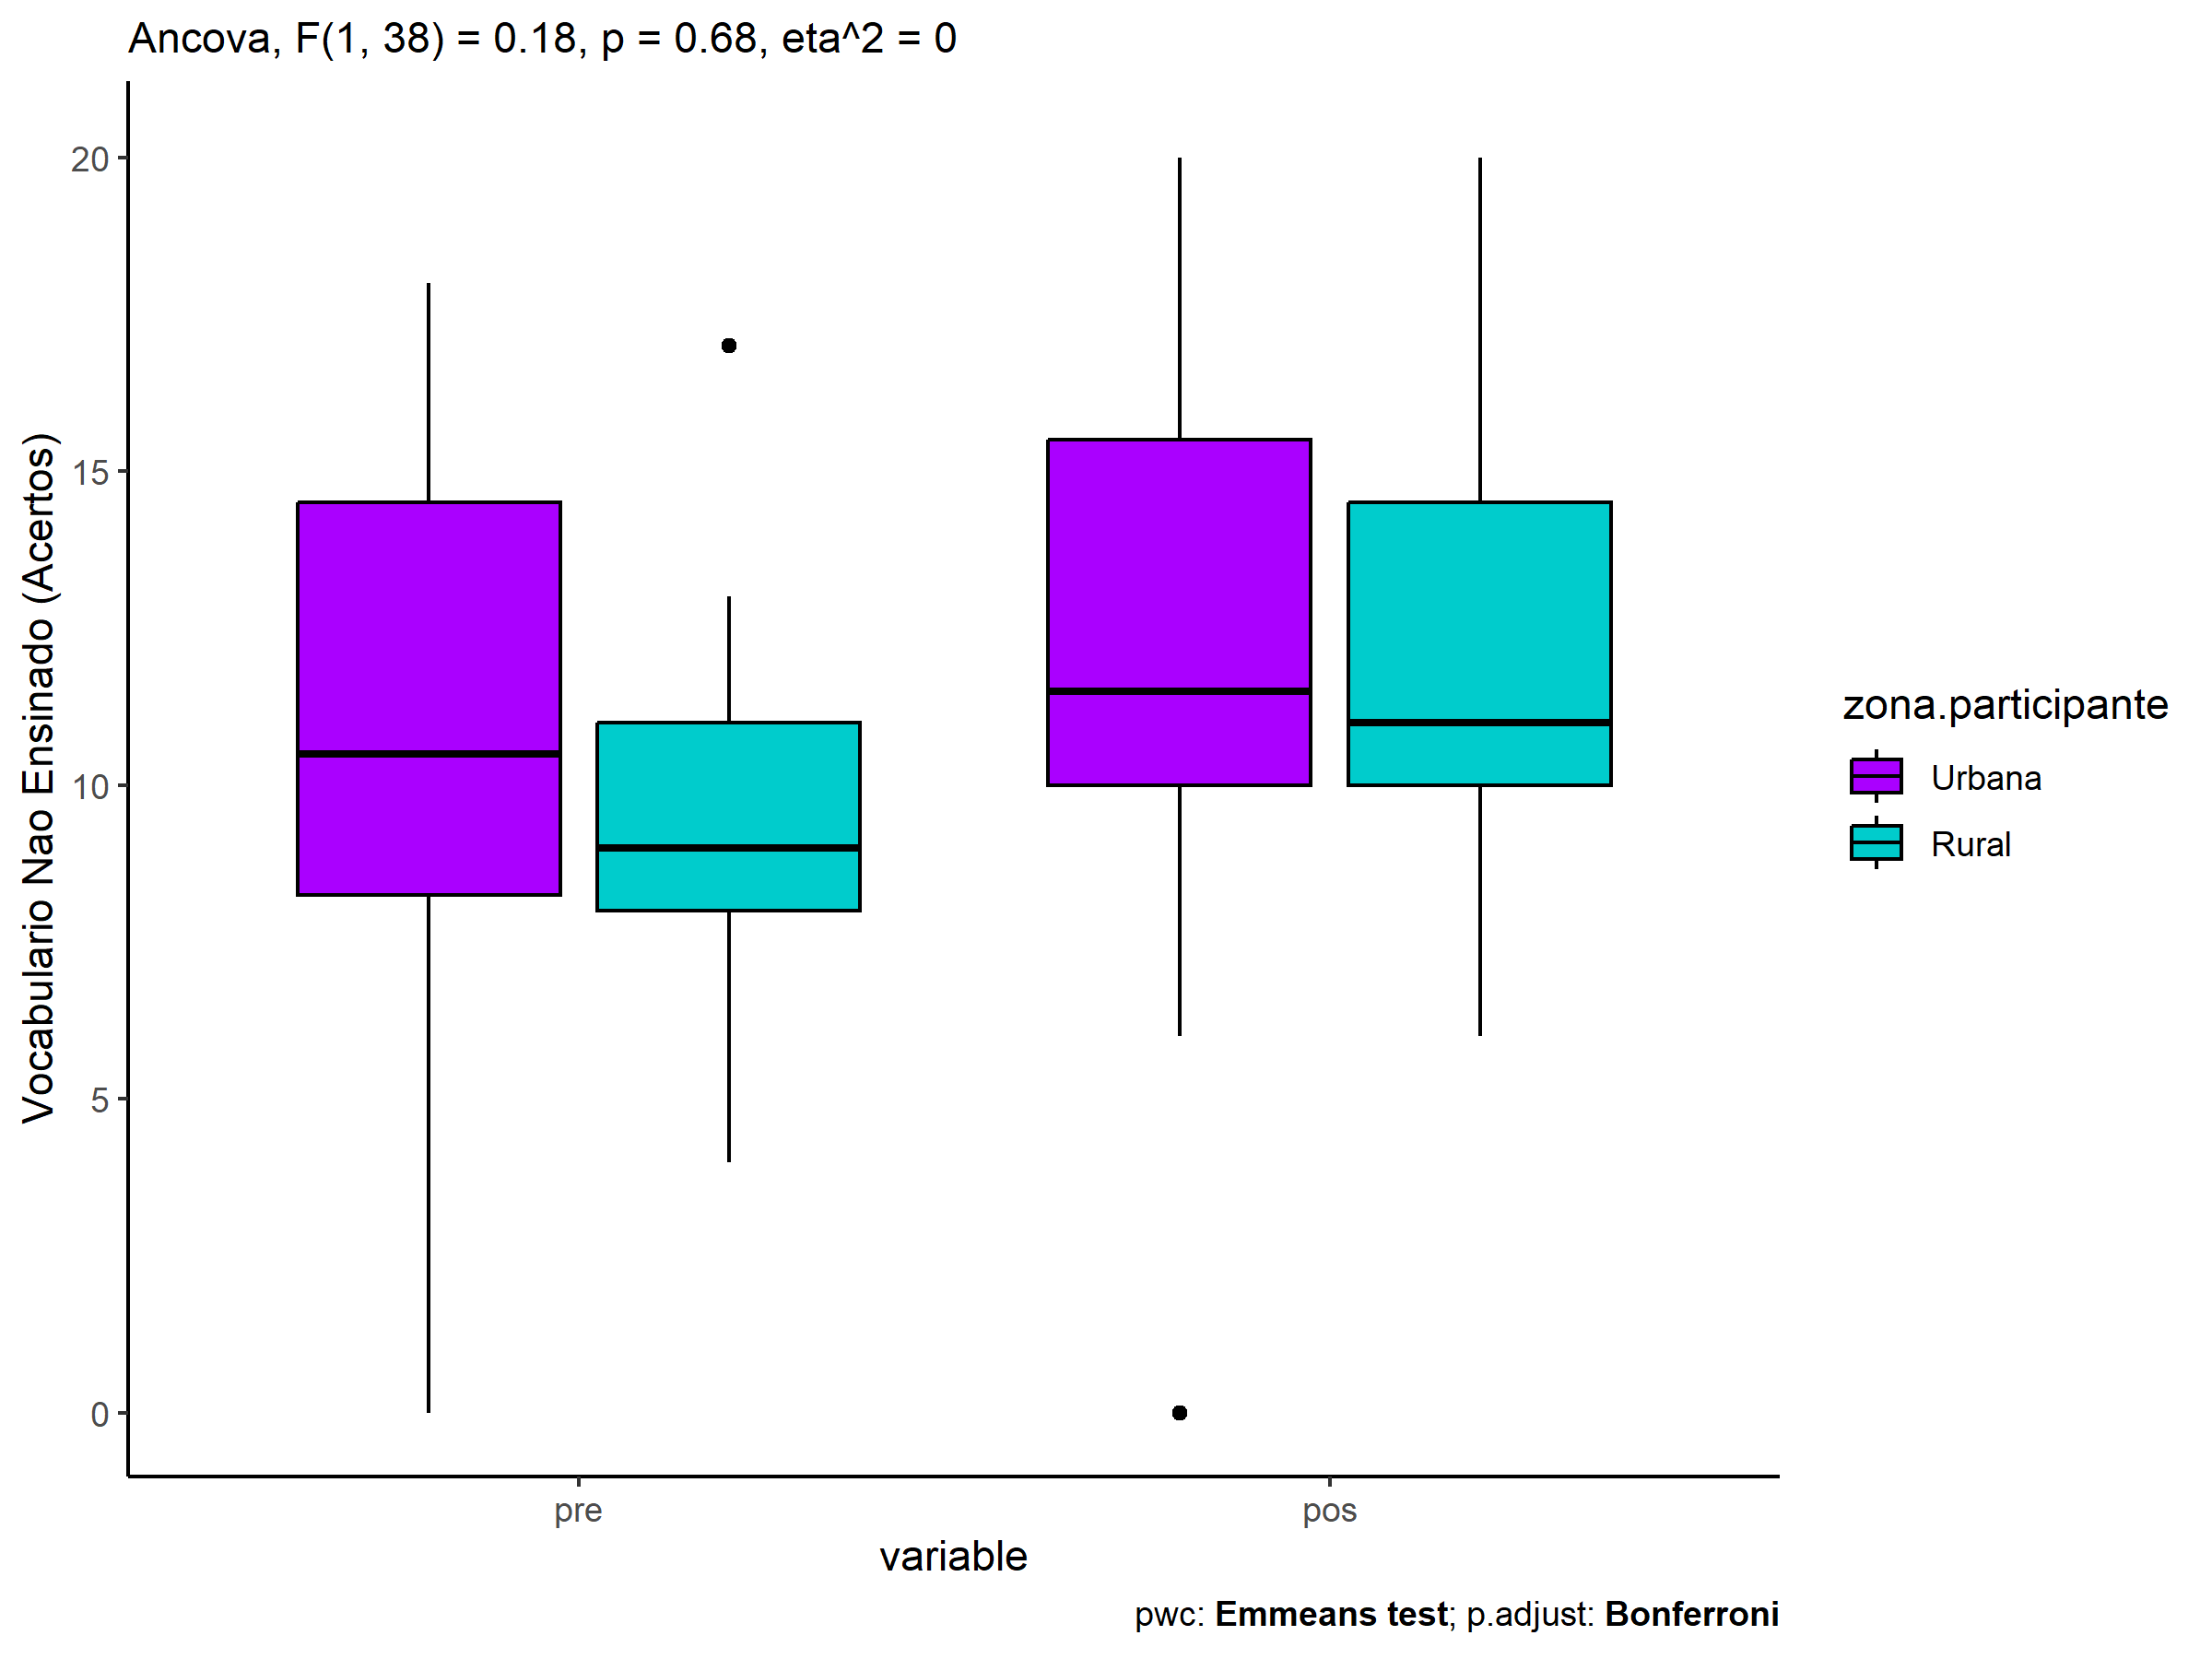 Ancova, F(1, 38) = 0.18, p = 0.68, eta^2 = 0
Vocabulario Nao Ensinado (Acertos)
20
15
10
5
0
pre
pos
variable
zona.participante
Urbana
Rural
pwc: Emmeans test; p.adjust: Bonferroni